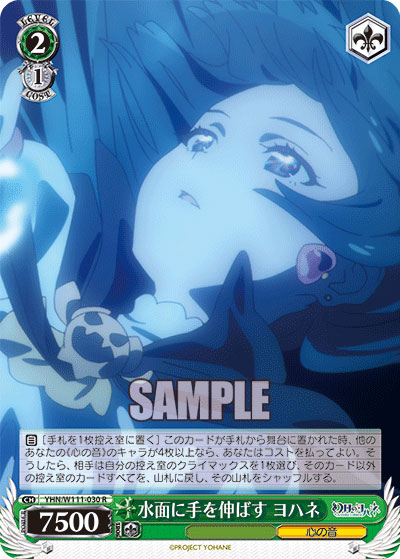 LEVEL
2
1
COST
SAMPLE
自［手札を1枚控え室に置く］このカードが手札から舞台に置かれた時、他の
あなたの《心の音》のキャラが4枚以上なら、あなたはコストを払ってよい。そ
うしたら、相手は自分の控え室のクライマックスを1枚選び、そのカード以外
の控え室のカードすべてを、山札に戻し、その山札をシャッフルする。
CH YHN/W111-030 R
POWER
7500
水面に手を伸ばす ヨハネ
心の音
©PROJECT YOHANE